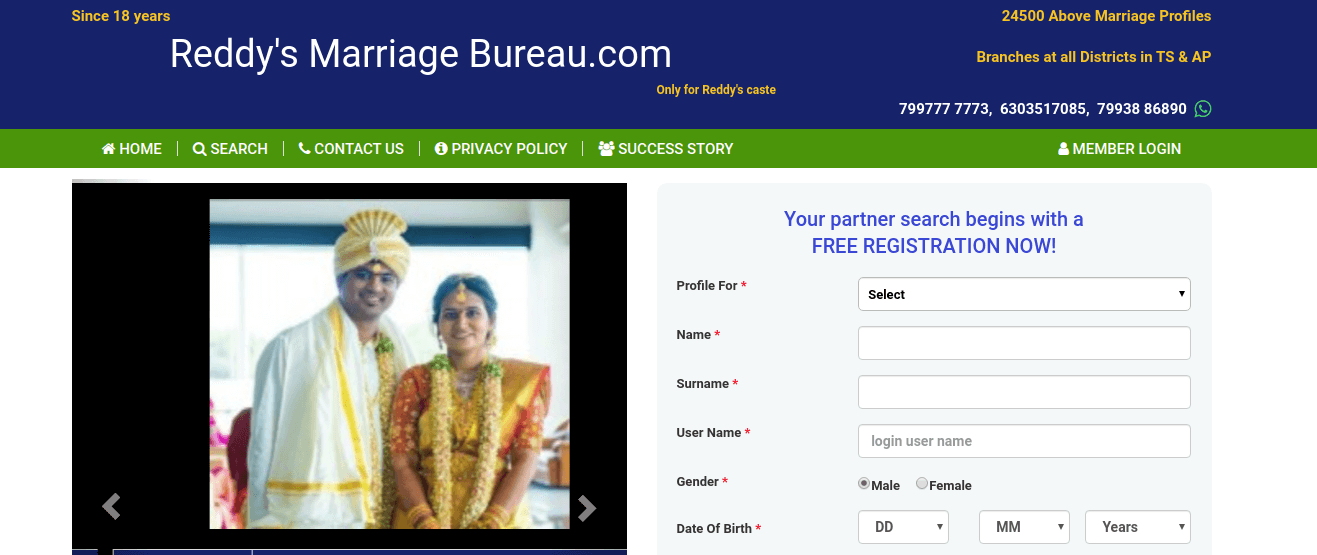 Since 18 years
24500 Above Marriage Profiles
Reddy's Marriage Bureau.com
Branches at all Districts in TS & AP
Only for Reddy's caste
799777 7773, 6303517085, 79938 86890
HOME SEARCH CONTACT US PRIVACY POLICY SUCCESS STORY MEMBER LOGIN
Your partner search begins with a
FREE REGISTRATION NOW!
Profile For * Select
Name *
Surname *
User Name * login user name
Gender * Male Female
Date Of Birth * DD MM Years